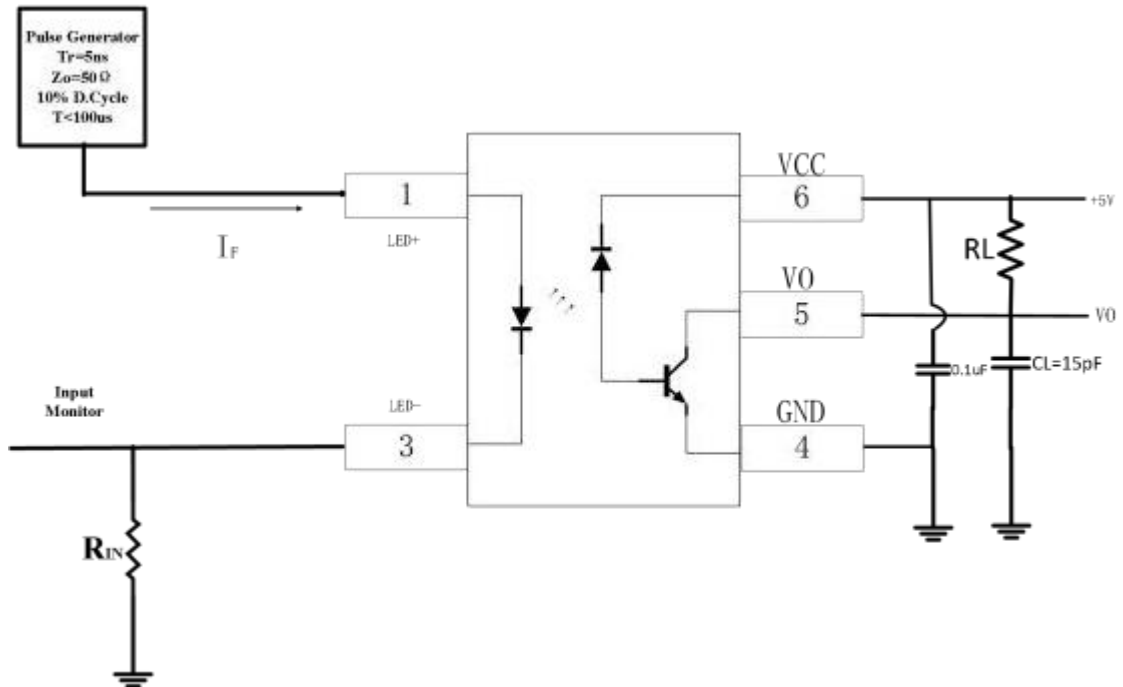 Pulse Generator
Tr=5ns
Zo=50Ω
10% D.Cycle
T<100us
IF
1
LED+
VCC
6
+5V
RL
VO
5
VO
0.1uF
CL=15pF
Input
Monitor
LED-
3
GND
4
RIN